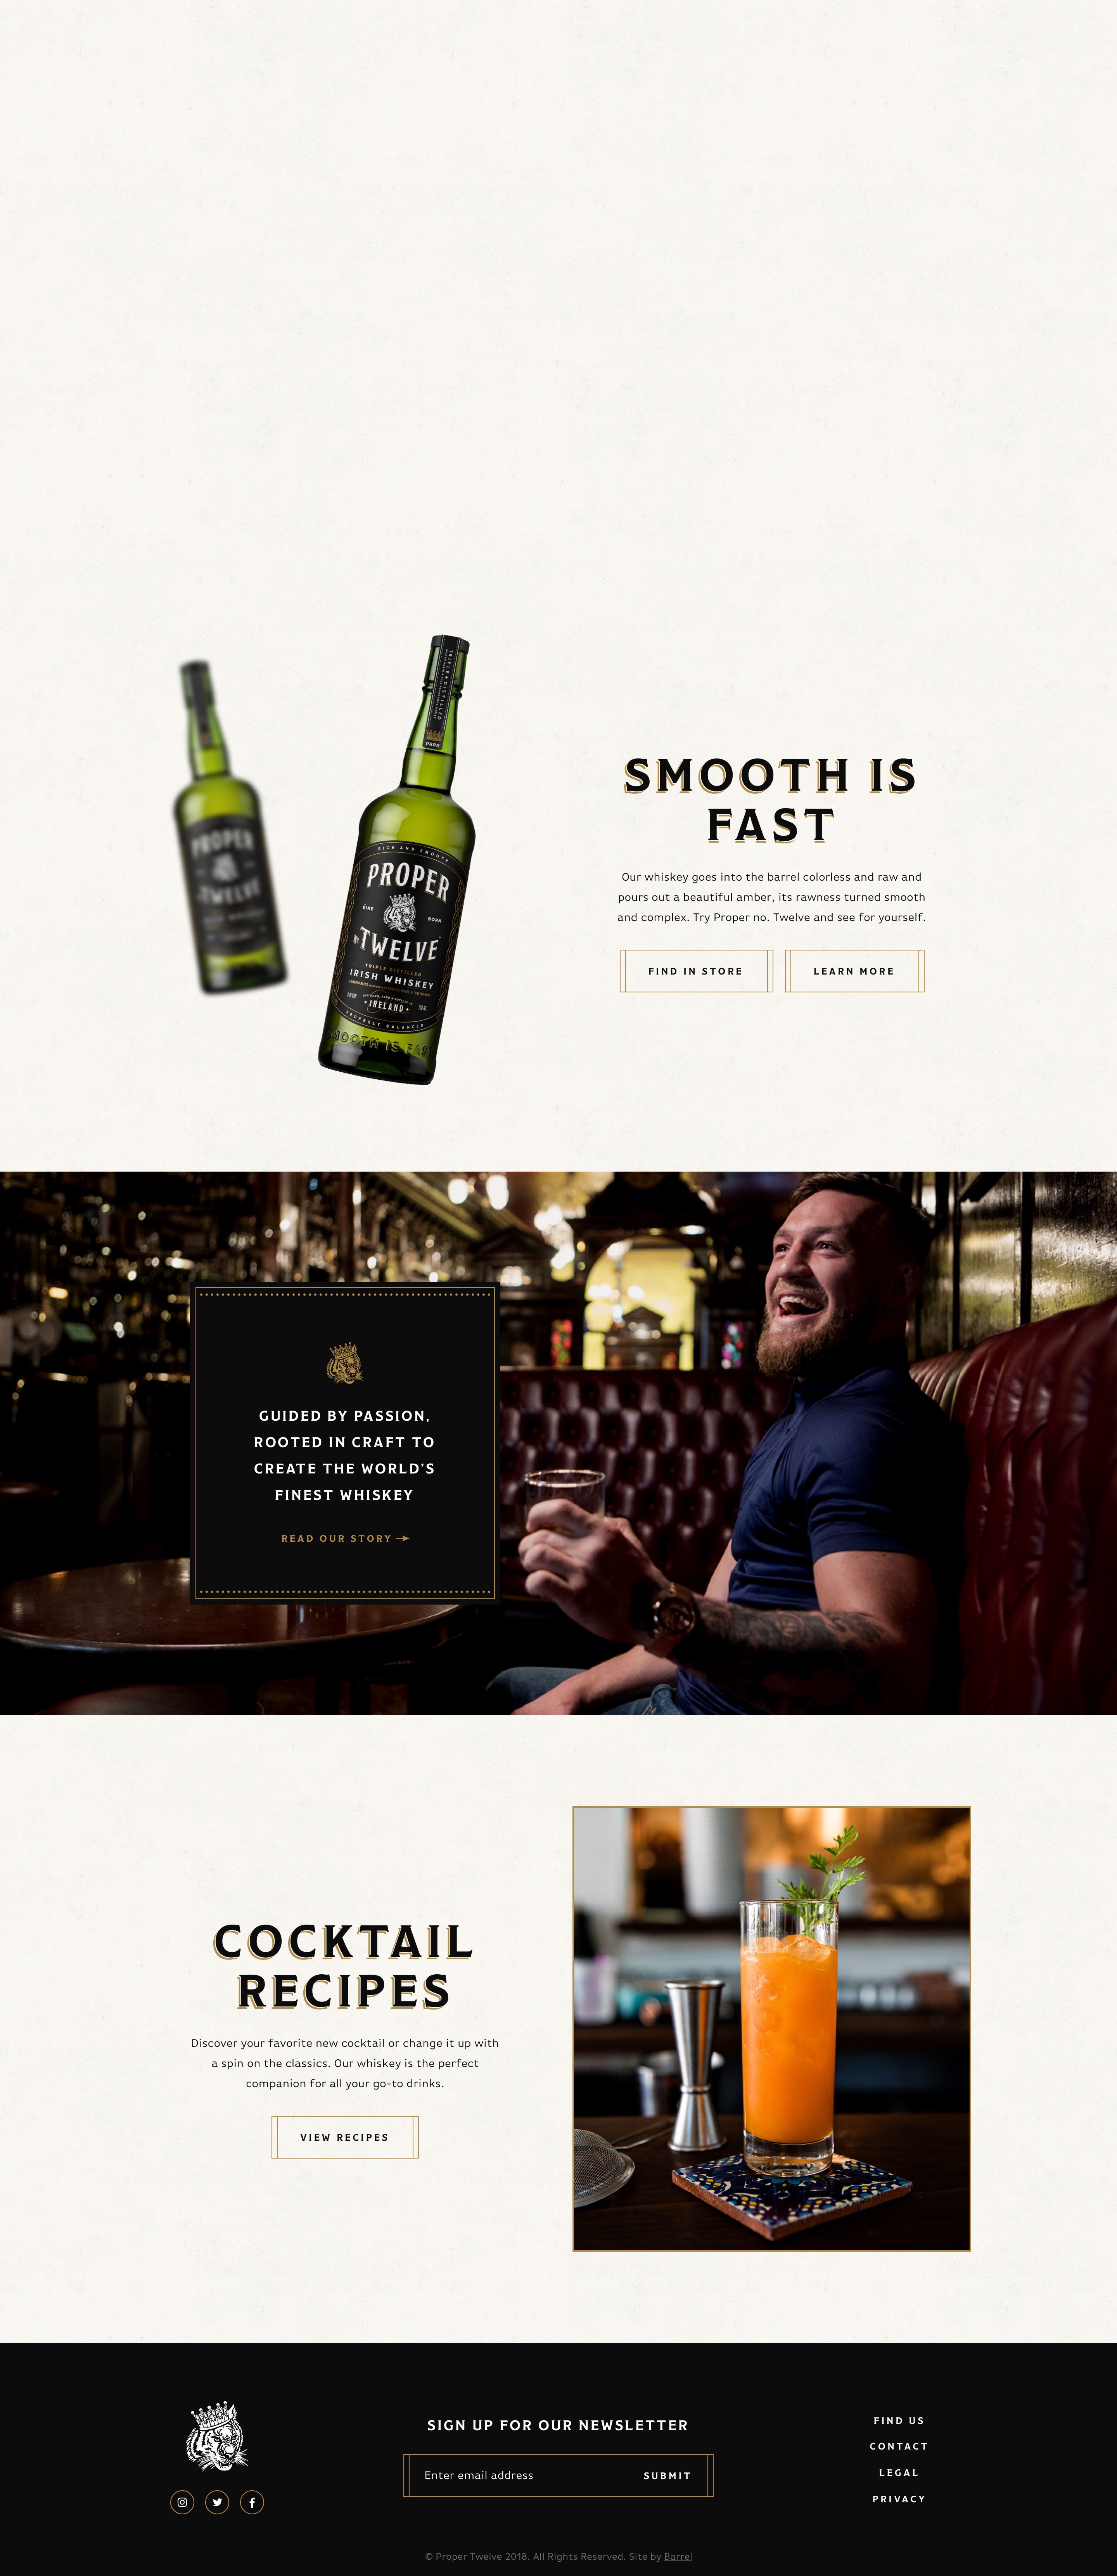 TRIPLE DISTILLED
PRPR
PROPER
TWELVE
RICH AND SMOOTH
PROPER
ÉIRE BORN
No. TWELVE
TRIPLE DISTILLED
IRISH WHISKEY
IRELAND
PROPERLY BALANCED
SMOOTH IS
FAST
Our whiskey goes into the barrel colorless and raw and
pours out a beautiful amber, its rawness turned smooth
and complex. Try Proper no. Twelve and see for yourself.
FIND IN STORE LEARN MORE
GUIDED BY PASSION,
ROOTED IN CRAFT TO
CREATE THE WORLD'S
FINEST WHISKEY
READ OUR STORY
COCKTAIL
RECIPES
Discover your favorite new cocktail or change it up with
a spin on the classics. Our whiskey is the perfect
companion for all your go-to drinks.
VIEW RECIPES
SIGN UP FOR OUR NEWSLETTER
Enter email address SUBMIT
FIND US
CONTACT
LEGAL
PRIVACY
© Proper Twelve 2018. All Rights Reserved. Site by Barrel